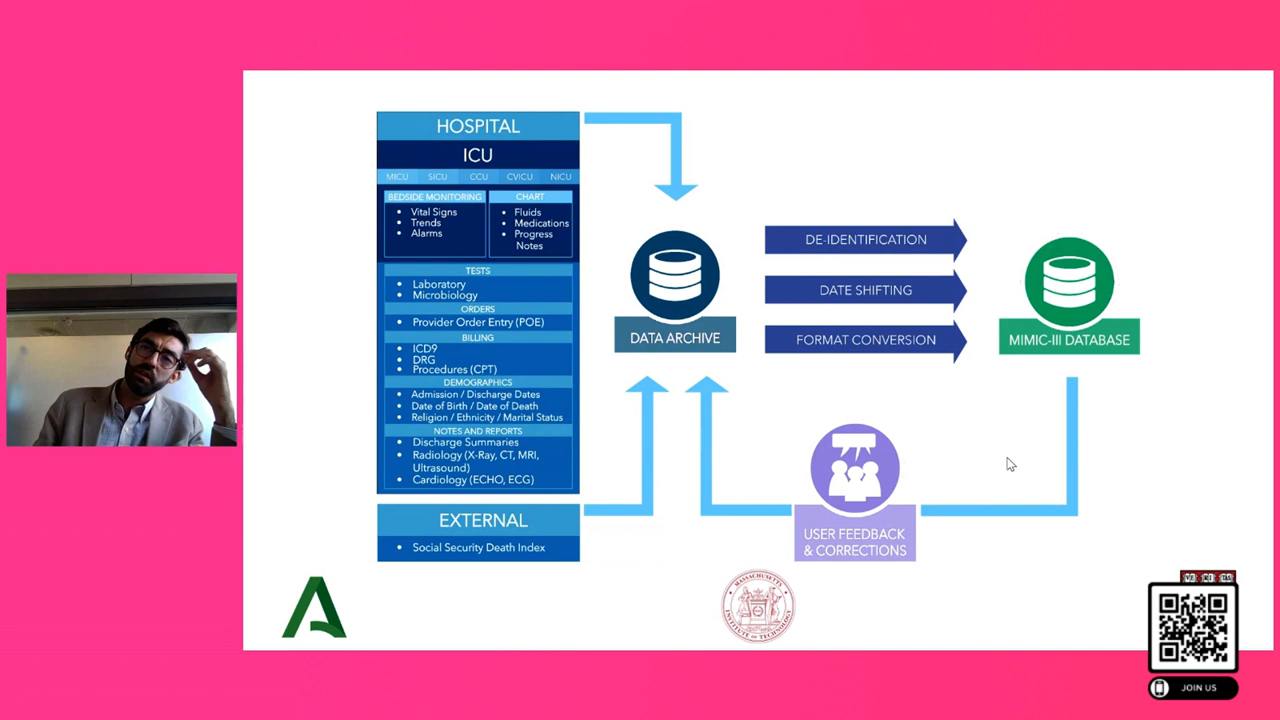 HOSPITAL
ICU
MICU SICU CCU CVICU NICU
BEDSIDE MONITORING
• Vital Signs
• Trends
• Alarms
CHART
• Fluids
• Medications
• Progress
Notes
TESTS
• Laboratory
• Microbiology
ORDERS
• Provider Order Entry (POE)
BILLING
• ICD9
• DRG
• Procedures (CPT)
DEMOGRAPHICS
• Admission / Discharge Dates
• Date of Birth / Date of Death
• Religion / Ethnicity / Marital Status
NOTES AND REPORTS
• Discharge Summaries
• Radiology (X-Ray, CT, MRI,
Ultrasound)
• Cardiology (ECHO, ECG)
EXTERNAL
• Social Security Death Index
DATA ARCHIVE
DE-IDENTIFICATION
DATE SHIFTING
FORMAT CONVERSION
MIMIC-III DATABASE
USER FEEDBACK
& CORRECTIONS
MASSACHUSETTS
INSTITUTE OF TECHNOLOGY
JOIN US